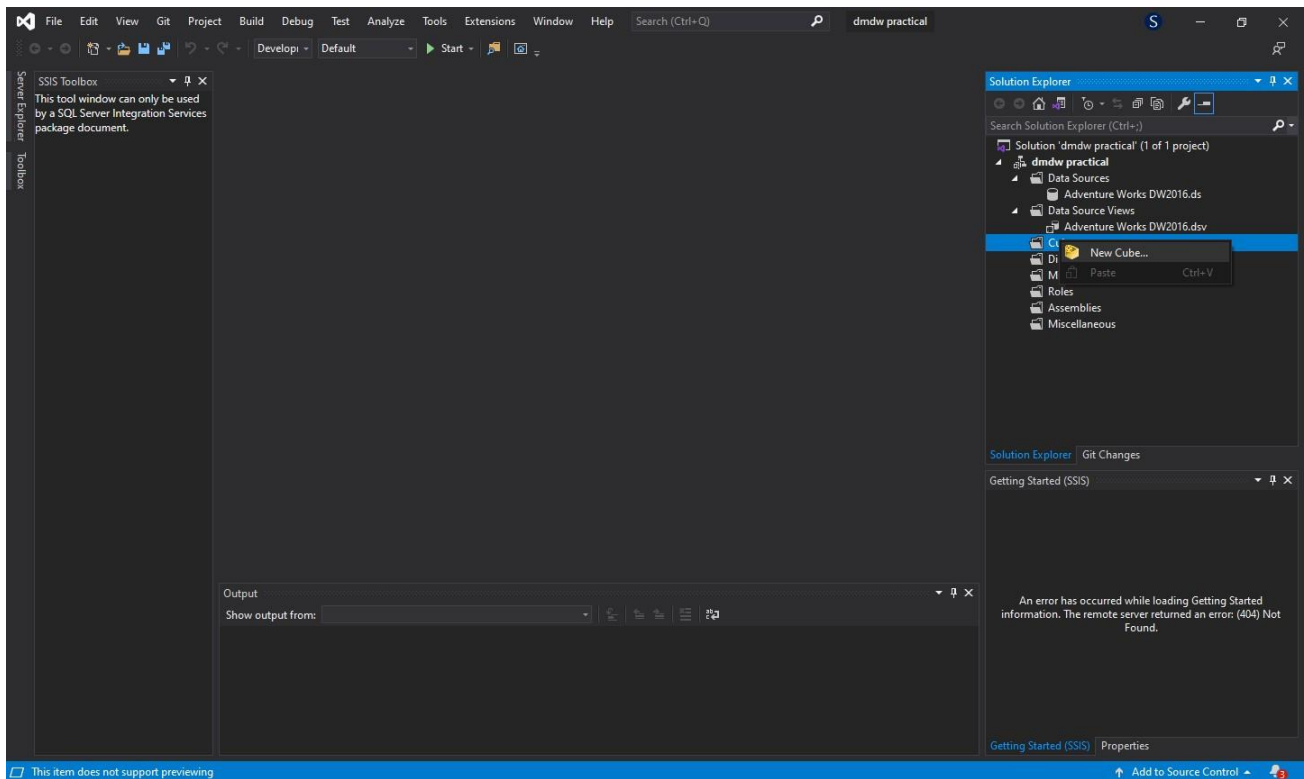 File Edit View Git Project Build Debug Test Analyze Tools Extensions Window Help Search (Ctrl+Q) dmdw practical S
Developi Default Start
Server Explorer
Toolbox
SSIS Toolbox
This tool window can only be used
by a SQL Server Integration Services
package document.
Solution Explorer
Search Solution Explorer (Ctrl+;)
Solution 'dmdw practical' (1 of 1 project)
dmdw practical
Data Sources
Adventure Works DW2016.ds
Data Source Views
Adventure Works DW2016.dsv
Cu
New Cube...
Di
M
Paste Ctrl+V
Roles
Assemblies
Miscellaneous
Solution Explorer Git Changes
Getting Started (SSIS)
An error has occurred while loading Getting Started
information. The remote server returned an error: (404) Not
Found.
Getting Started (SSIS) Properties
Output
Show output from:
This item does not support previewing
Add to Source Control 3